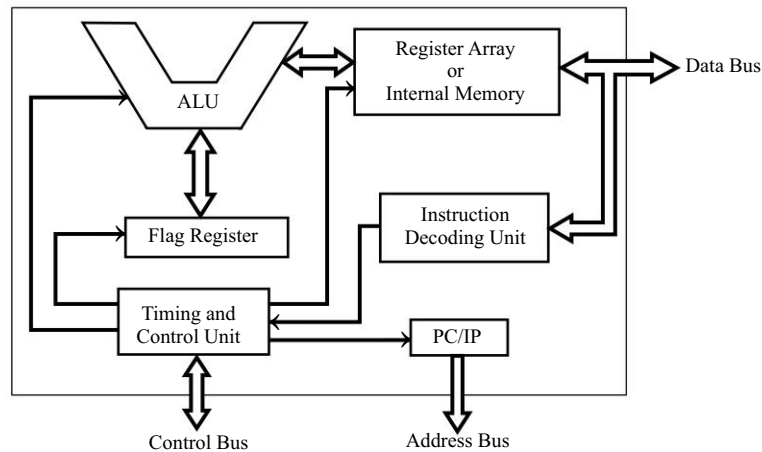 Register Array
or
Internal Memory
Data Bus
ALU
Instruction
Decoding Unit
Flag Register
Timing and
Control Unit
PC/IP
Control Bus
Address Bus